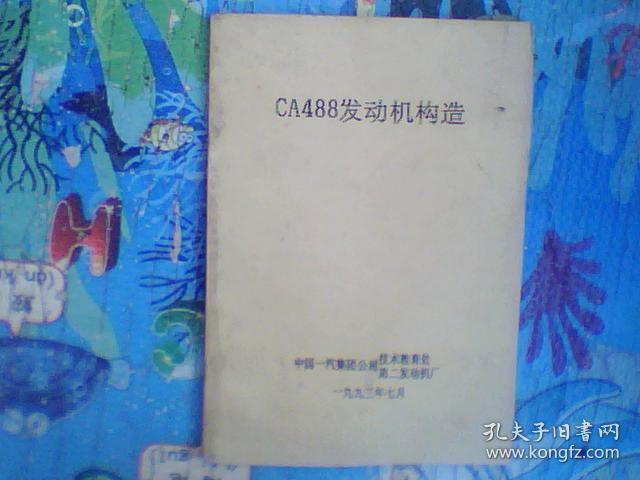 CA488发动机构造
中国一汽集团公司技术教育处
第二发动机厂
一九九三年七月
孔夫子旧书网
www.kongfz.com